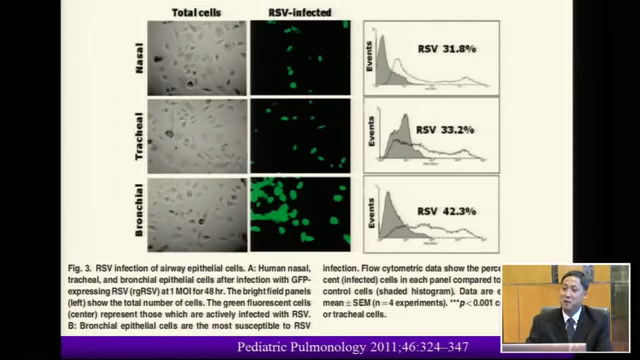 Total cells
RSV-infected
Nasal
Events
RSV 31.8%
Tracheal
Events
RSV 33.2%
Bronchial
Events
RSV 42.3%
Fig. 3. RSV infection of airway epithelial cells. A: Human nasal,
tracheal, and bronchial epithelial cells after infection with GFP-
expressing RSV (rgRSV) at 1 MOI for 48 hr. The bright field panels
(left) show the total number of cells. The green fluorescent cells
(center) represent those which are actively infected with RSV.
B: Bronchial epithelial cells are the most susceptible to RSV
infection. Flow cytometric data show the perce
cent (infected) cells in each panel compared to
control cells (shaded histogram). Data are e
mean ± SEM (n = 4 experiments). ***p < 0.001 c
or tracheal cells.
Pediatric Pulmonology 2011;46:324–347